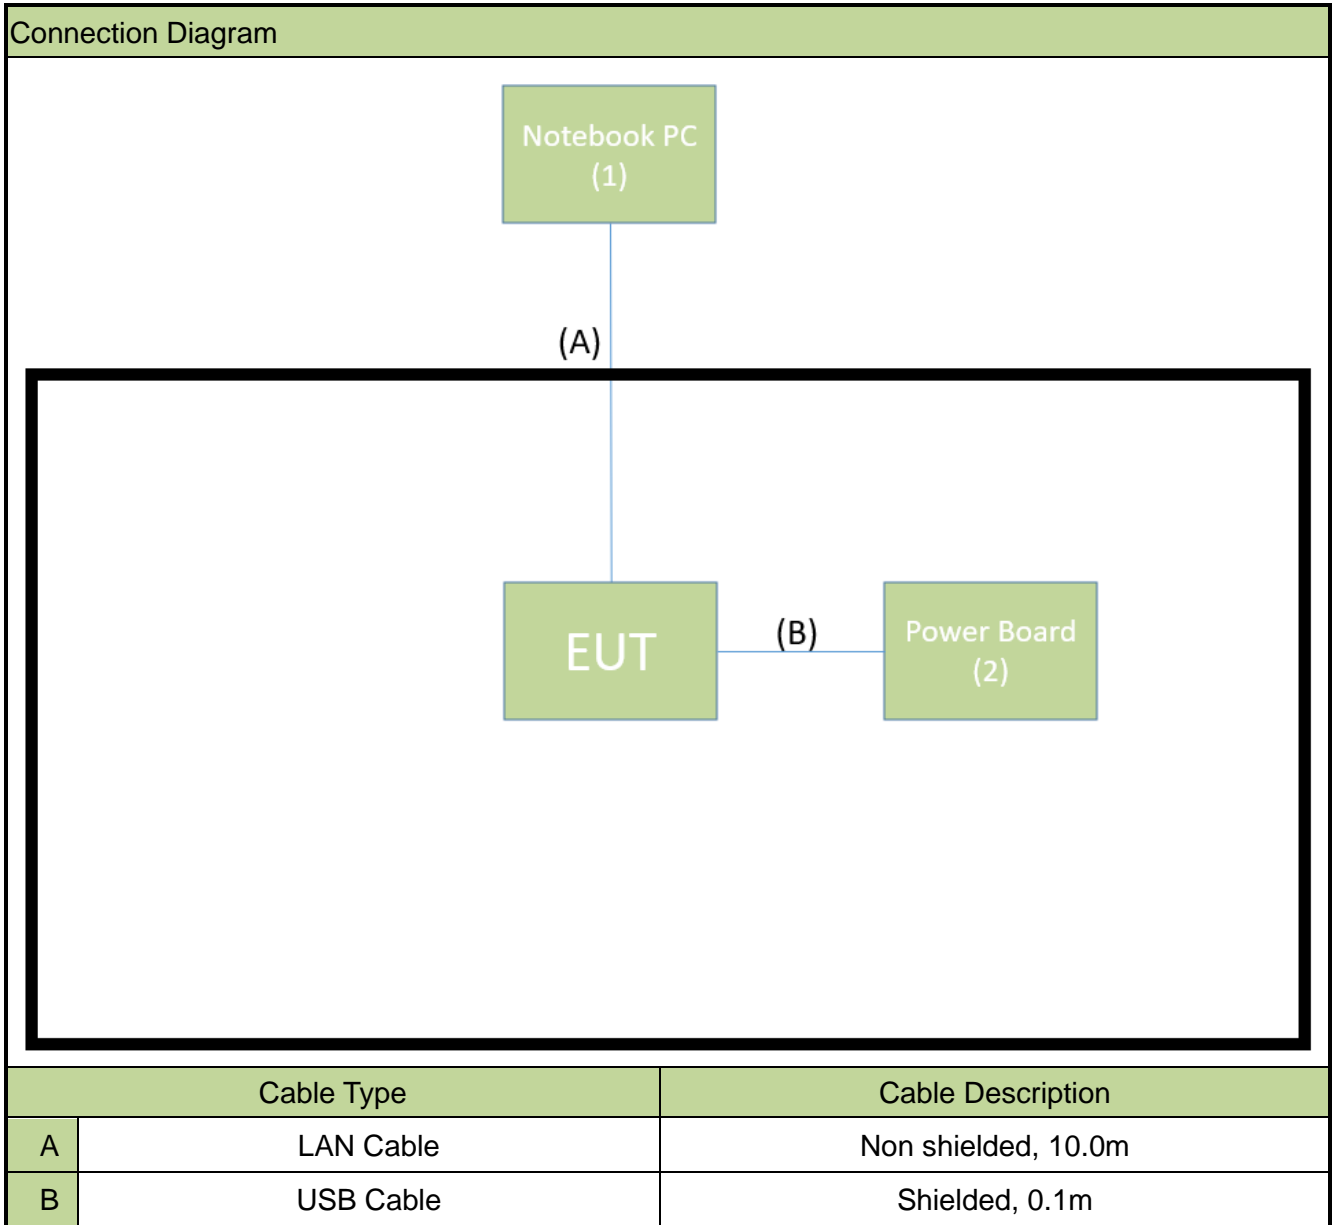 Connection Diagram
Notebook PC
(1)
(A)
EUT
(B)
Power Board
(2)
Cable Type Cable Description
A LAN Cable Non shielded, 10.0m
B USB Cable Shielded, 0.1m